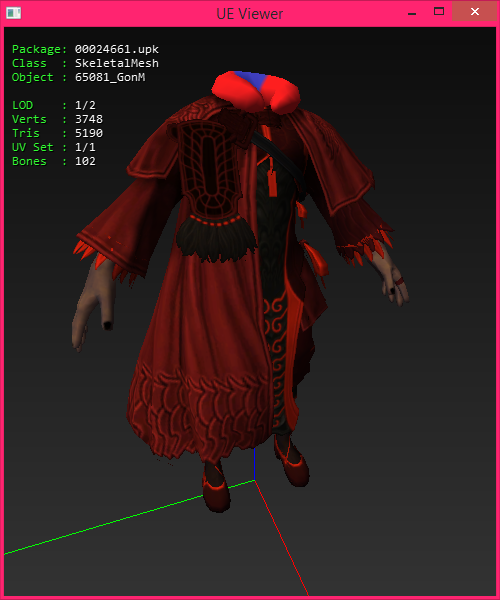 UE Viewer
Package: 00024661.upk
Class : SkeletalMesh
Object : 65081_GonM
LOD : 1/2
Verts : 3748
Tris : 5190
UV Set : 1/1
Bones : 102